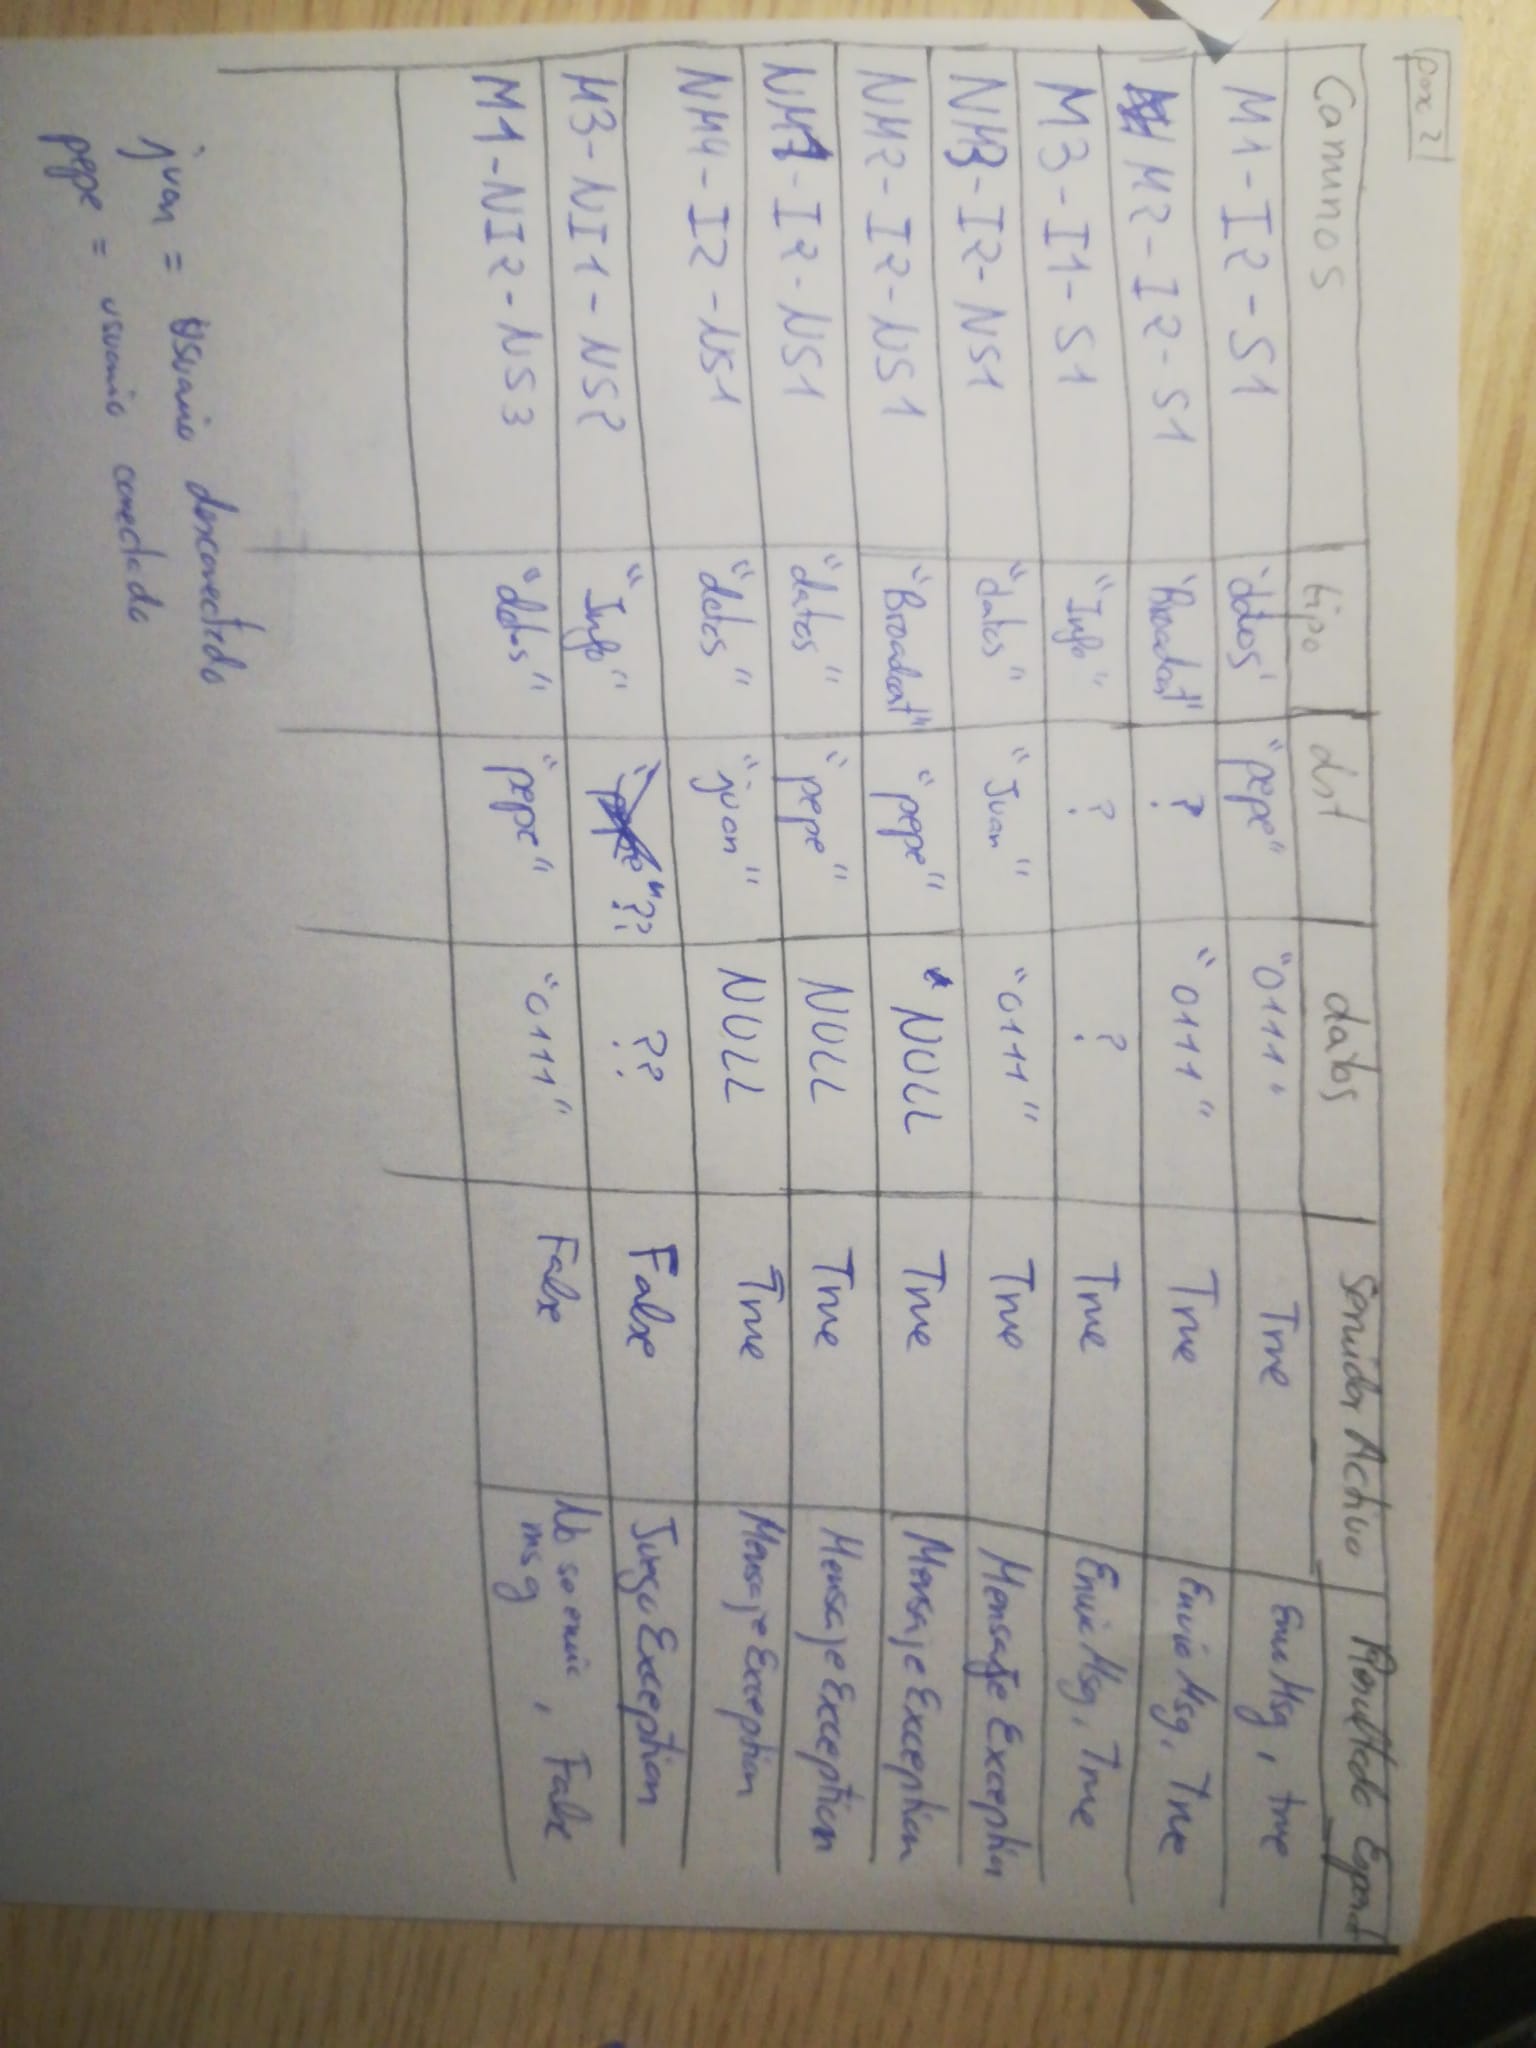 pax 2
Caminos tipo dst datos Servidor Activo Resultado Esperat
M1-I2-S1 "datos" "pepe" "0111" True Envia Msg, true
M2-I2-S1 "Broadcast" ? "0111" True Envia Msg, True
M3-I1-S1 "Info" ? ? True Envia Msg, True
NM3-I2-NS1 "datos" "Juan" "0111" True Mensaje Exception
NM2-I2-NS1 "Broadcast" "pepe" NULL True Mensaje Exception
NM1-I2-NS1 "datos" "pepe" NULL True Mensaje Exception
NM4-I2-NS1 "datos" "juan" NULL True Mensaje Exception
M3-NI1-NS2 "Info" "pepe" ?? ?? False Juego Exception
M1-NI2-NS3 "datos" "pepe" "0111" False No se envia msg, False
juan = usuario desconectado
pepe = usuario conectado